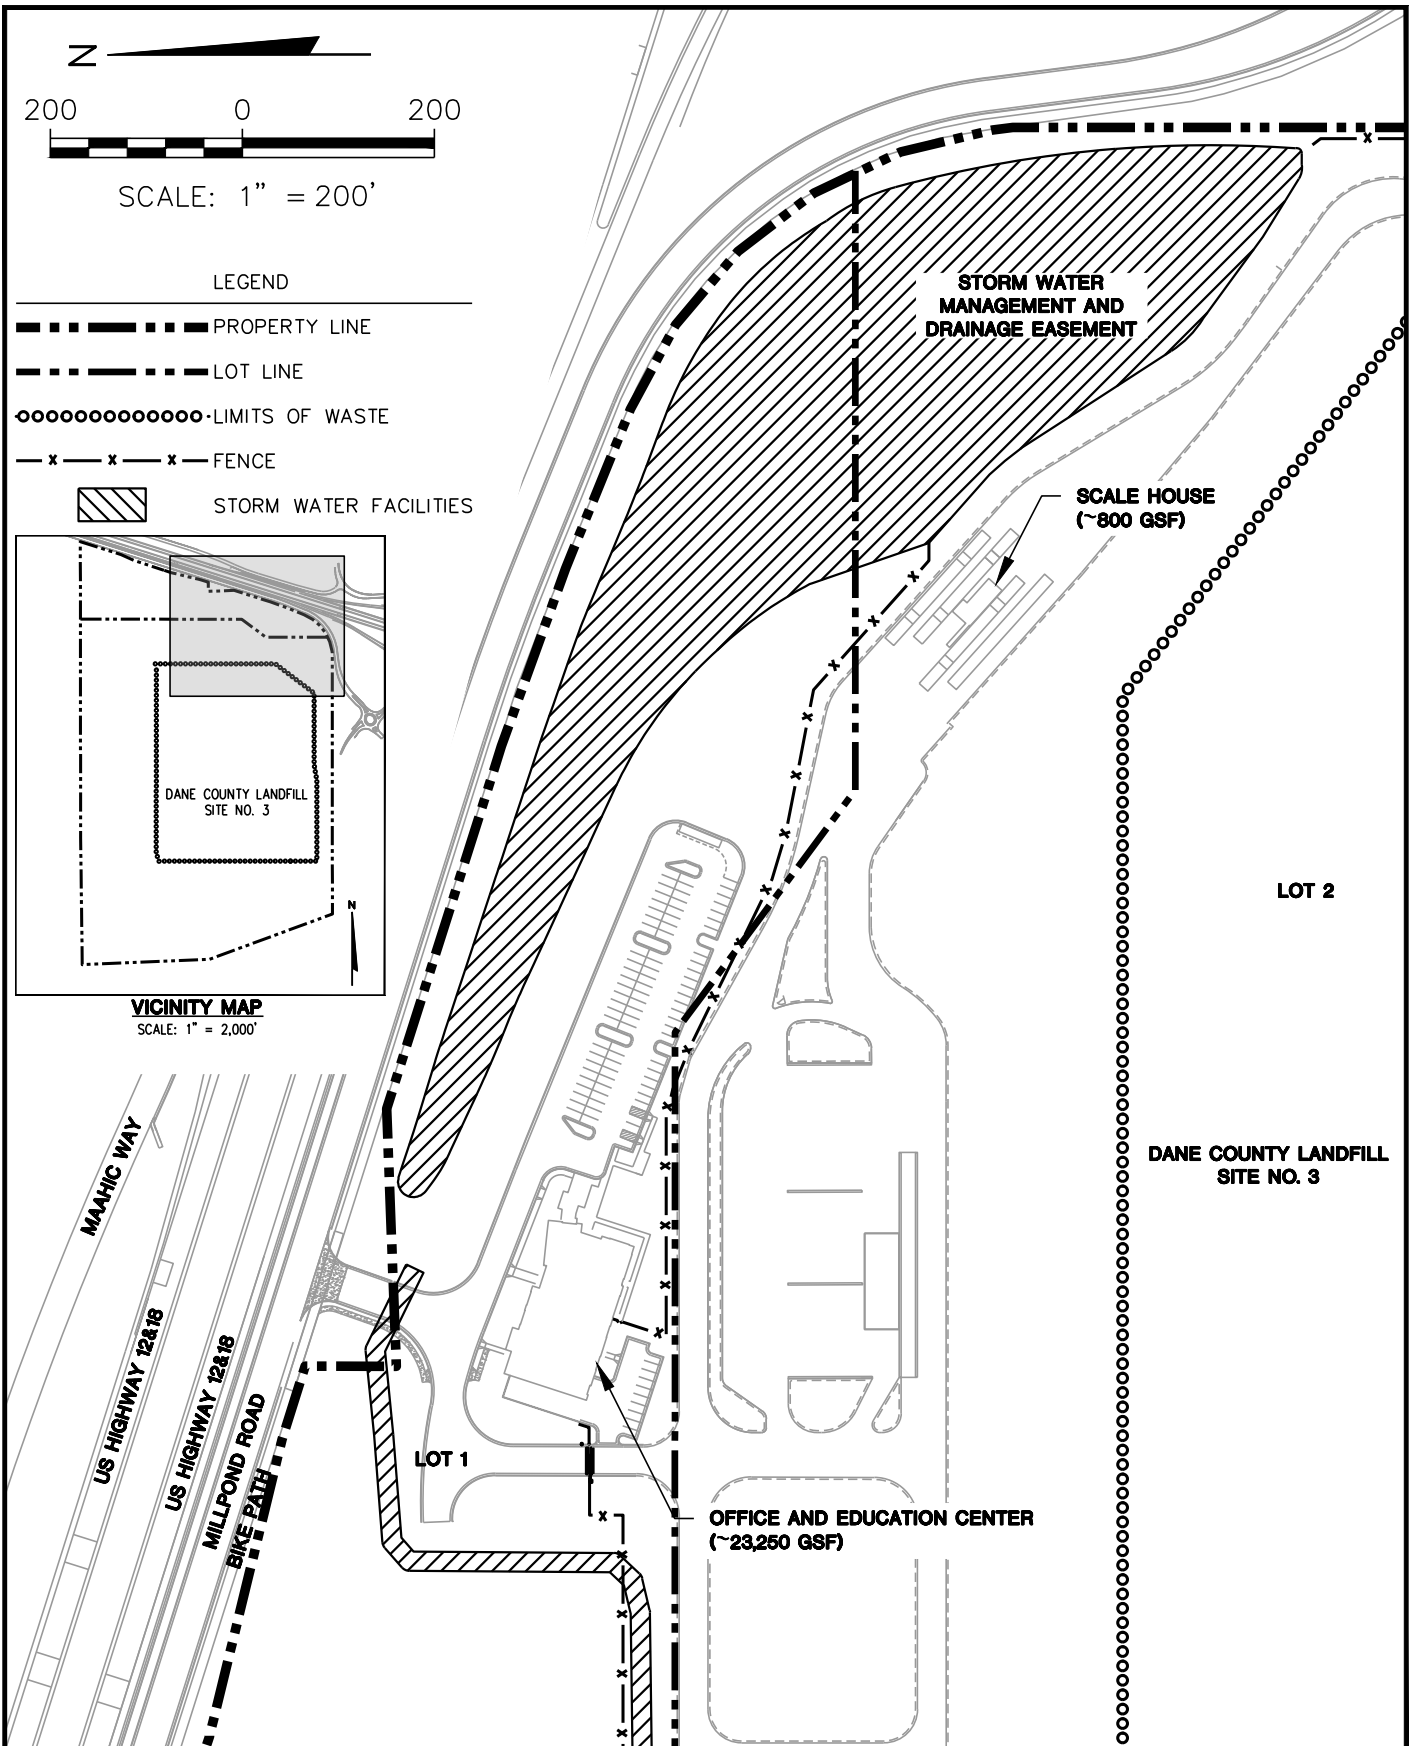 N
200 0 200
SCALE: 1" = 200'
LEGEND
PROPERTY LINE
LOT LINE
LIMITS OF WASTE
FENCE
STORM WATER FACILITIES
DANE COUNTY LANDFILL
SITE NO. 3
N
VICINITY MAP
SCALE: 1" = 2,000'
STORM WATER
MANAGEMENT AND
DRAINAGE EASEMENT
SCALE HOUSE
(~800 GSF)
LOT 2
DANE COUNTY LANDFILL
SITE NO. 3
MAAHIC WAY
US HIGHWAY 12&18
US HIGHWAY 12&18
MILLPOND ROAD
BIKE PATH
LOT 1
OFFICE AND EDUCATION CENTER
(~23,250 GSF)